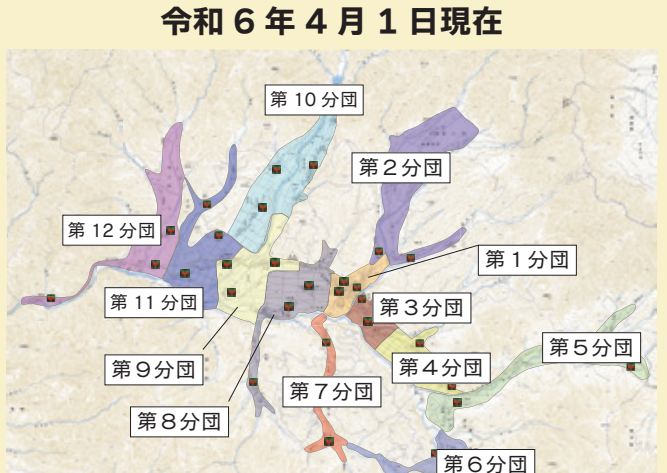 令和6年4月1日現在
第10分団
第2分団
第12分団
第1分団
第11分団
第3分団
第5分団
第9分団
第4分団
第7分団
第8分団
第6分団